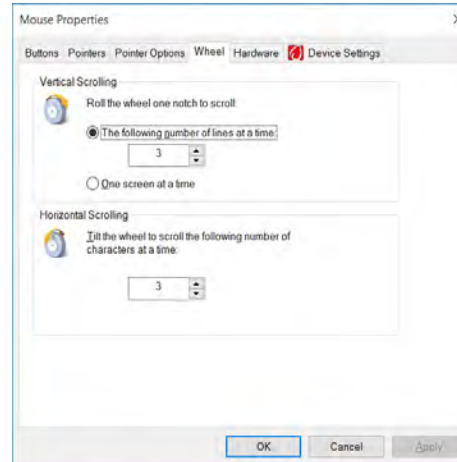 Mouse Properties
Buttons Pointers Pointer Options Wheel Hardware Device Settings
Vertical Scrolling
Roll the wheel one notch to scroll:
The following number of lines at a time:
3
One screen at a time
Horizontal Scrolling
Tilt the wheel to scroll the following number of
characters at a time:
3
OK Cancel Apply